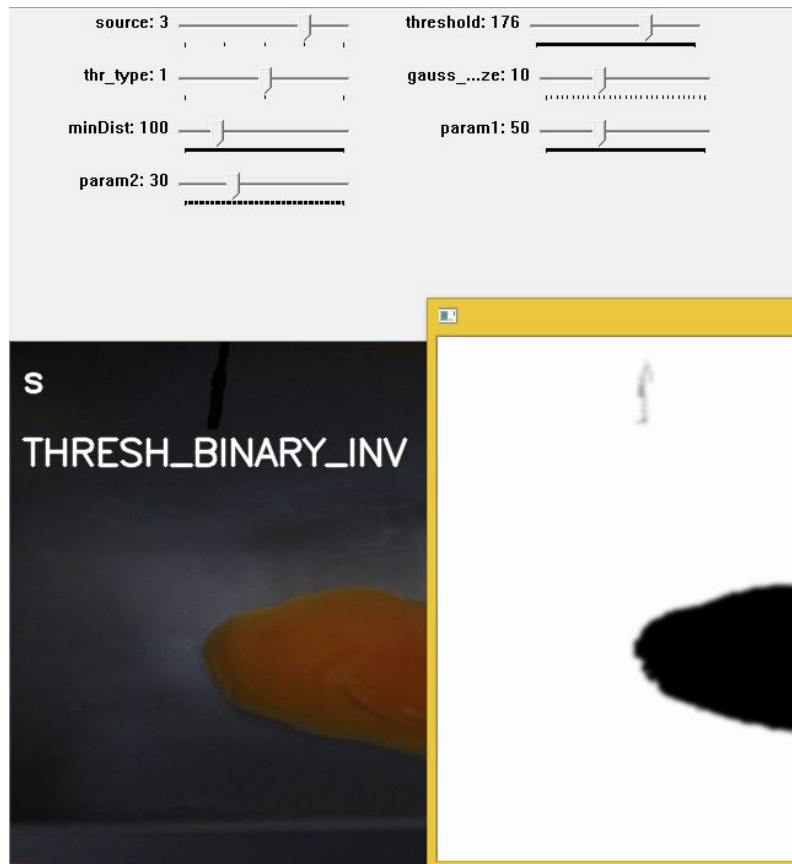 source: 3
threshold: 176
thr_type: 1
gauss_...ze: 10
minDist: 100
param1: 50
param2: 30
S
THRESH_BINARY_INV